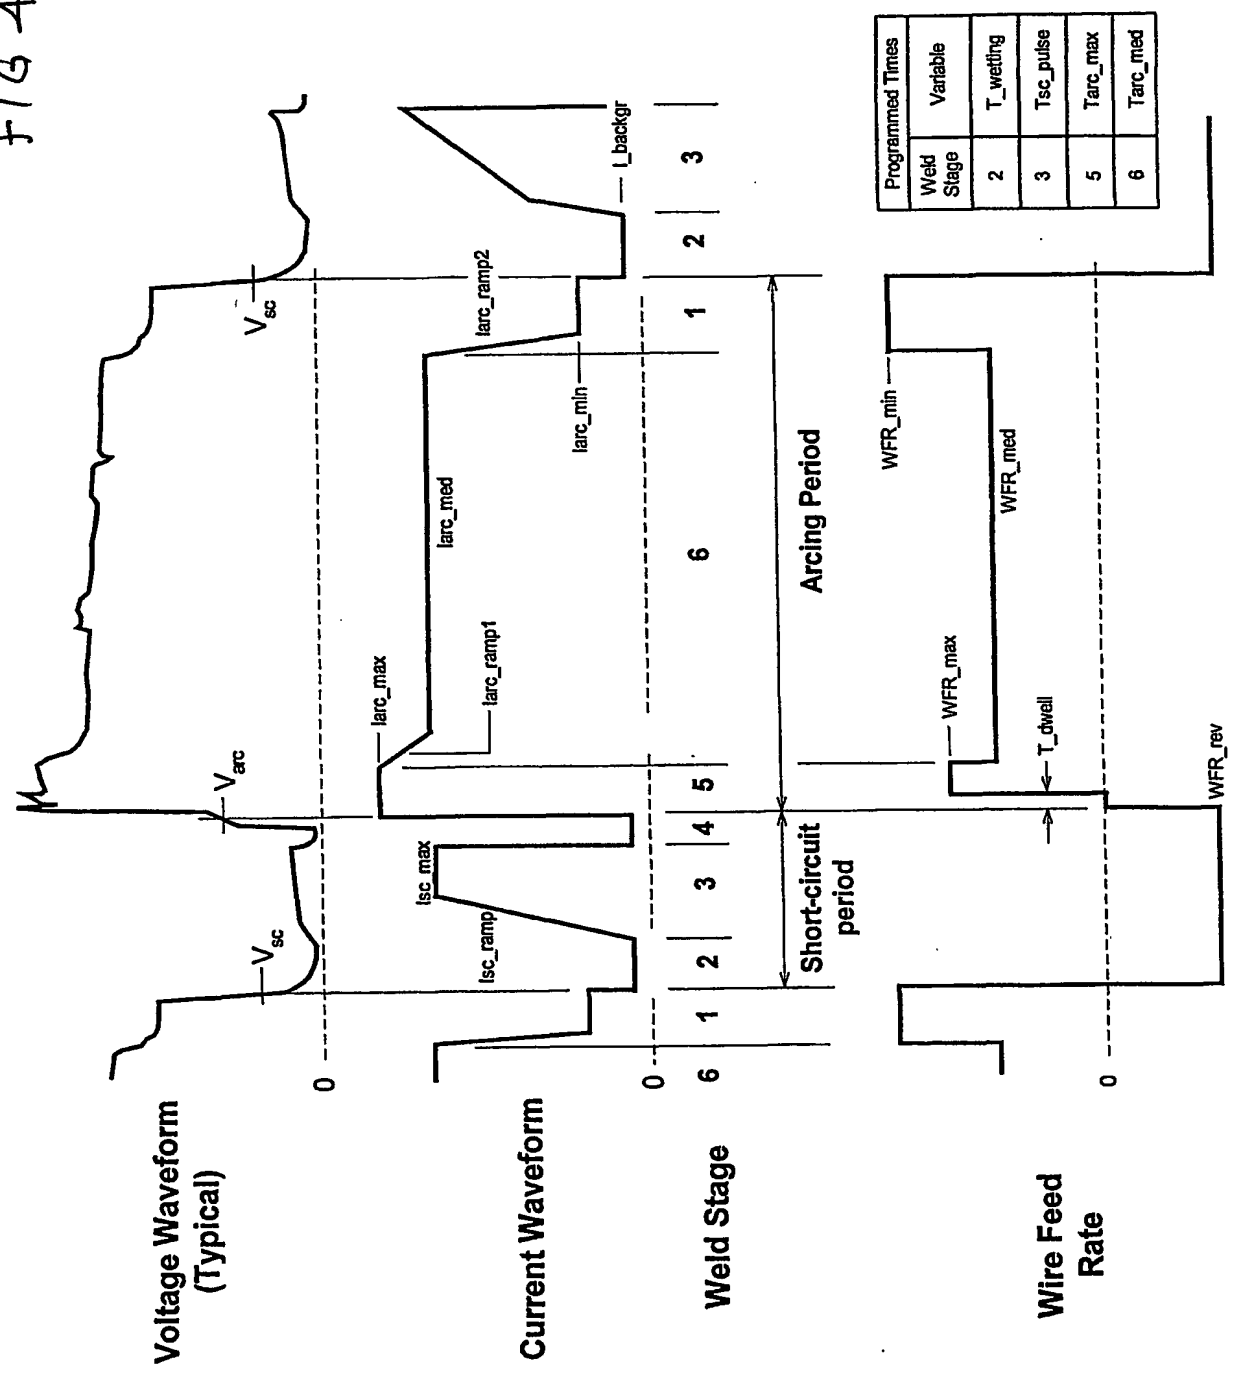 FIG 4
Voltage Waveform
(Typical)
V_sc
V_arc
V_sc
0
Current Waveform
Isc_ramp
Isc_max
Iarc_max
Iarc_ramp1
Iarc_med
Iarc_min
Iarc_ramp2
I_backgr
0
Weld Stage
6
1
2
3
4
5
6
1
2
3
Short-circuit
period
Arcing Period
Wire Feed
Rate
0
WFR_rev
T_dwell
WFR_max
WFR_med
WFR_min
Programmed Times
Weld
Stage
Variable
2 T_wetting
3 Tsc_pulse
5 Tarc_max
6 Tarc_med